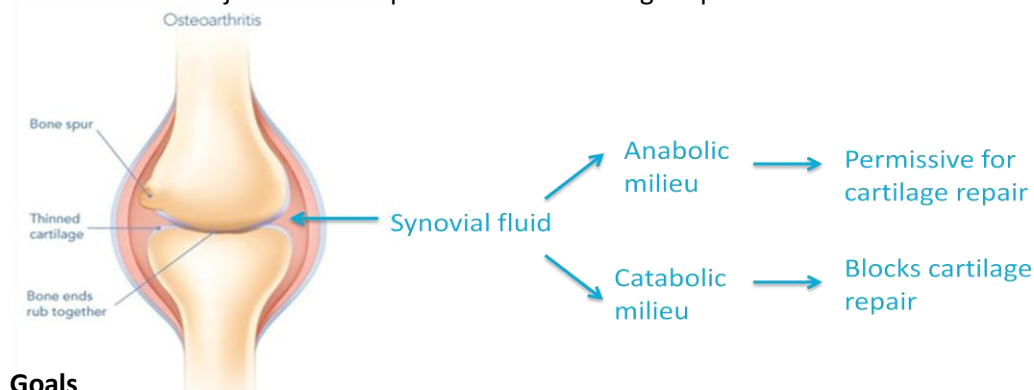 Osteoarthritis
Bone spur
Thinned
cartilage
Bone ends
rub together
Synovial fluid
Anabolic
milieu
Permissive for
cartilage repair
Catabolic
milieu
Blocks cartilage
repair
Goals